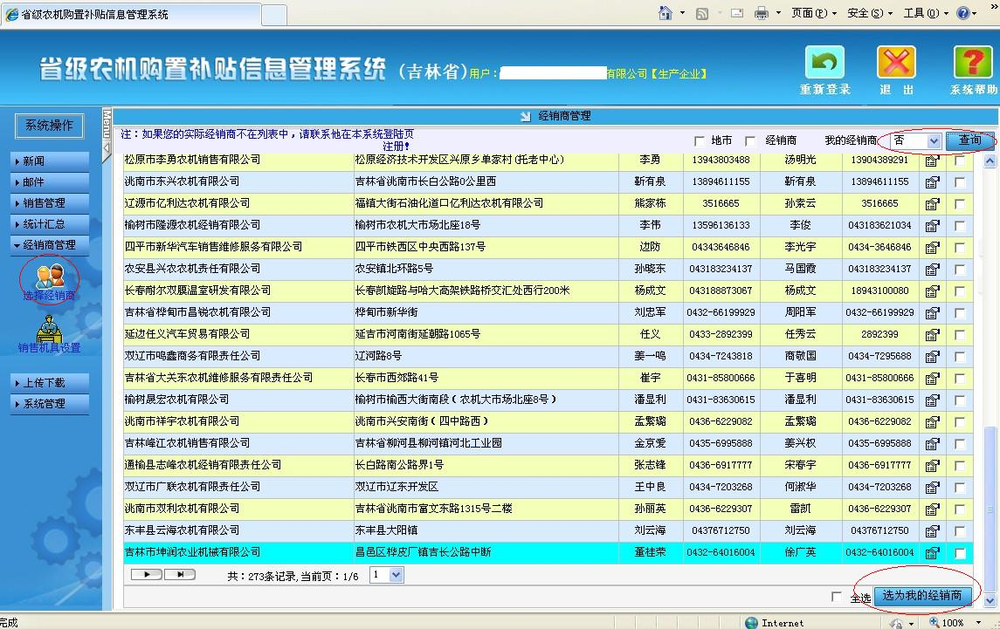 省级农机购置补贴信息管理系统
页面(P) 安全(S) 工具(O)
省级农机购置补贴信息管理系统(吉林省)用户: 有限公司【生产企业】
重新登录 退 出 系统帮助
系统操作
Menu
经销商管理
注:如果您的实际经销商不在列表中,请联系他在本系统登陆页
注册!
地市 经销商 我的经销商 否 查询
新闻
邮件
销售管理
统计汇总
经销商管理
选择经销商
销售机具设置
上传下载
系统管理
松原市李勇农机销售有限公司 松原经济技术开发区兴原乡单家村(托老中心) 李勇 13943803488 汤明光 13904389291
洮南市东兴农机有限公司 吉林省洮南市长白公路0公里西 靳有泉 13894611155 靳有泉 13894611155
辽源市亿利达农机有限公司 福镇大街石油化道口亿利达农机有限公司 熊家栋 3516665 孙素云 3516665
榆树市隆源农机经销有限公司 榆树市农机大市场北座18号 李伟 13596136133 李俊 043183621034
四平市新华汽车销售维修服务有限公司 四平市铁西区中央西路137号 边防 04343646846 李光宇 0434-3646846
农安县兴农农机有限责任公司 农安镇北环路5号 孙晓东 043183234137 马国霞 043183234137
长春耐尔双膜温室研发有限公司 长春凯旋路与哈大高架铁路桥交汇处西行200米 杨成文 043188873067 杨成文 18943100080
吉林省桦甸市昌锐农机有限公司 桦甸市新华街 刘忠军 0432-66199929 周阳军 0432-66199929
延边任义汽车贸易有限公司 延吉市河南街延朝路1065号 任义 0433-2892399 任秀云 2892399
双辽市鸣鑫商务有限责任公司 辽河路8号 姜一鸣 0434-7243818 商敬国 0434-7295688
吉林省大关东农机维修服务有限责任公司 长春市西郊路41号 崔宇 0431-85800666 于喜明 0431-85800666
榆树晟宏农机有限公司 榆树市榆西大街南段(农机大市场北座8号) 潘显利 0431-83630615 潘显利 0431-83630615
洮南市祥宇农机有限公司 洮南市兴安南街(四中路西) 孟繁璐 0436-6229082 孟繁璐 0436-6229082
吉林峰江农机销售有限公司 吉林省柳河县柳河镇河北工业园 金京爱 0435-6995888 姜兴权 0435-6995888
通榆县志峰农机经销有限责任公司 长白路南公路界1号 张志锋 0436-6917777 宋春宇 0436-6917777
双辽市广联农机有限责任公司 双辽市辽东开发区 王中良 0434-7203268 何淑华 0434-7203268
洮南市双利农机有限公司 吉林省洮南市富文东路1315号二楼 孙丽英 0436-6229307 雷凯 0436-6229307
东丰县云海农机有限公司 东丰县大阳镇 刘云海 04376712750 刘云海 04376712750
吉林市坤润农业机械有限公司 昌邑区桦皮厂镇吉长公路中断 董桂荣 0432-64016004 徐广英 0432-64016004
共:273条记录,当前页:1/6 1
全选 选为我的经销商
完成 Internet 100%